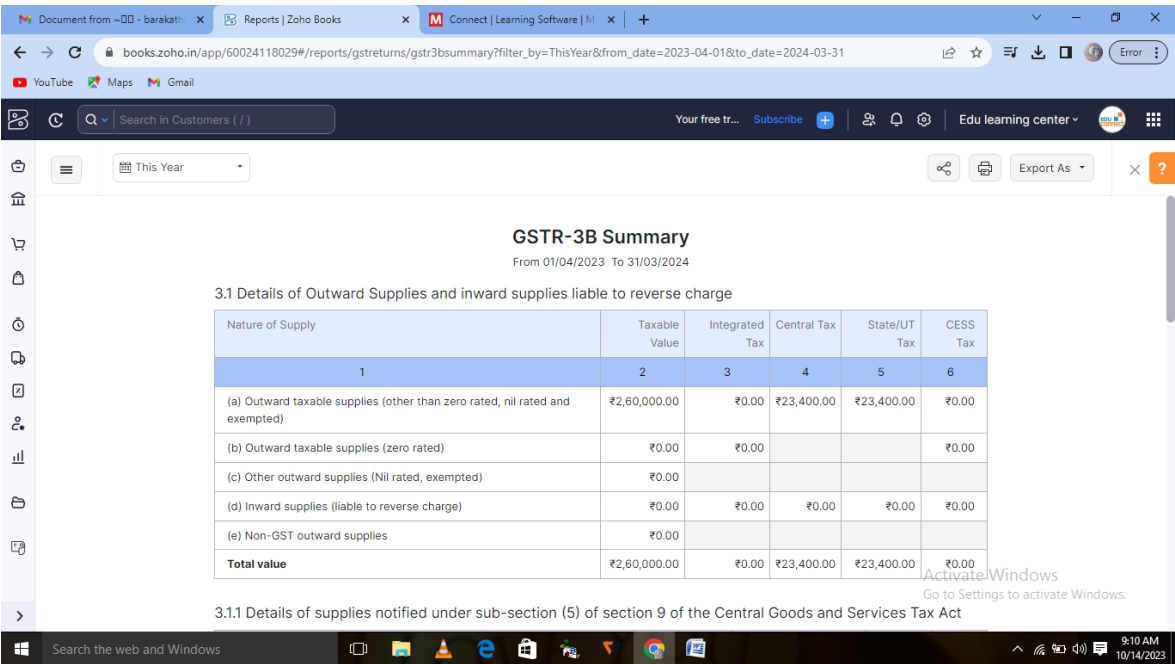 Document from ~▯▯ - barakath
Reports | Zoho Books
Connect | Learning Software | M
books.zoho.in/app/60024118029#/reports/gstreturns/gstr3bsummary?filter_by=ThisYear&from_date=2023-04-01&to_date=2024-03-31
Error
YouTube Maps Gmail
Search in Customers ( / )
Your free tr... Subscribe
Edu learning center
This Year
Export As
?
GSTR-3B Summary
From 01/04/2023 To 31/03/2024
3.1 Details of Outward Supplies and inward supplies liable to reverse charge
Nature of Supply Taxable Value Integrated Tax Central Tax State/UT Tax CESS Tax
1 2 3 4 5 6
(a) Outward taxable supplies (other than zero rated, nil rated and exempted) ₹2,60,000.00 ₹0.00 ₹23,400.00 ₹23,400.00 ₹0.00
(b) Outward taxable supplies (zero rated) ₹0.00 ₹0.00 ₹0.00
(c) Other outward supplies (Nil rated, exempted) ₹0.00
(d) Inward supplies (liable to reverse charge) ₹0.00 ₹0.00 ₹0.00 ₹0.00 ₹0.00
(e) Non-GST outward supplies ₹0.00
Total value ₹2,60,000.00 ₹0.00 ₹23,400.00 ₹23,400.00 ₹0.00
Activate Windows
Go to Settings to activate Windows.
3.1.1 Details of supplies notified under sub-section (5) of section 9 of the Central Goods and Services Tax Act
Search the web and Windows
9:10 AM
10/14/2023